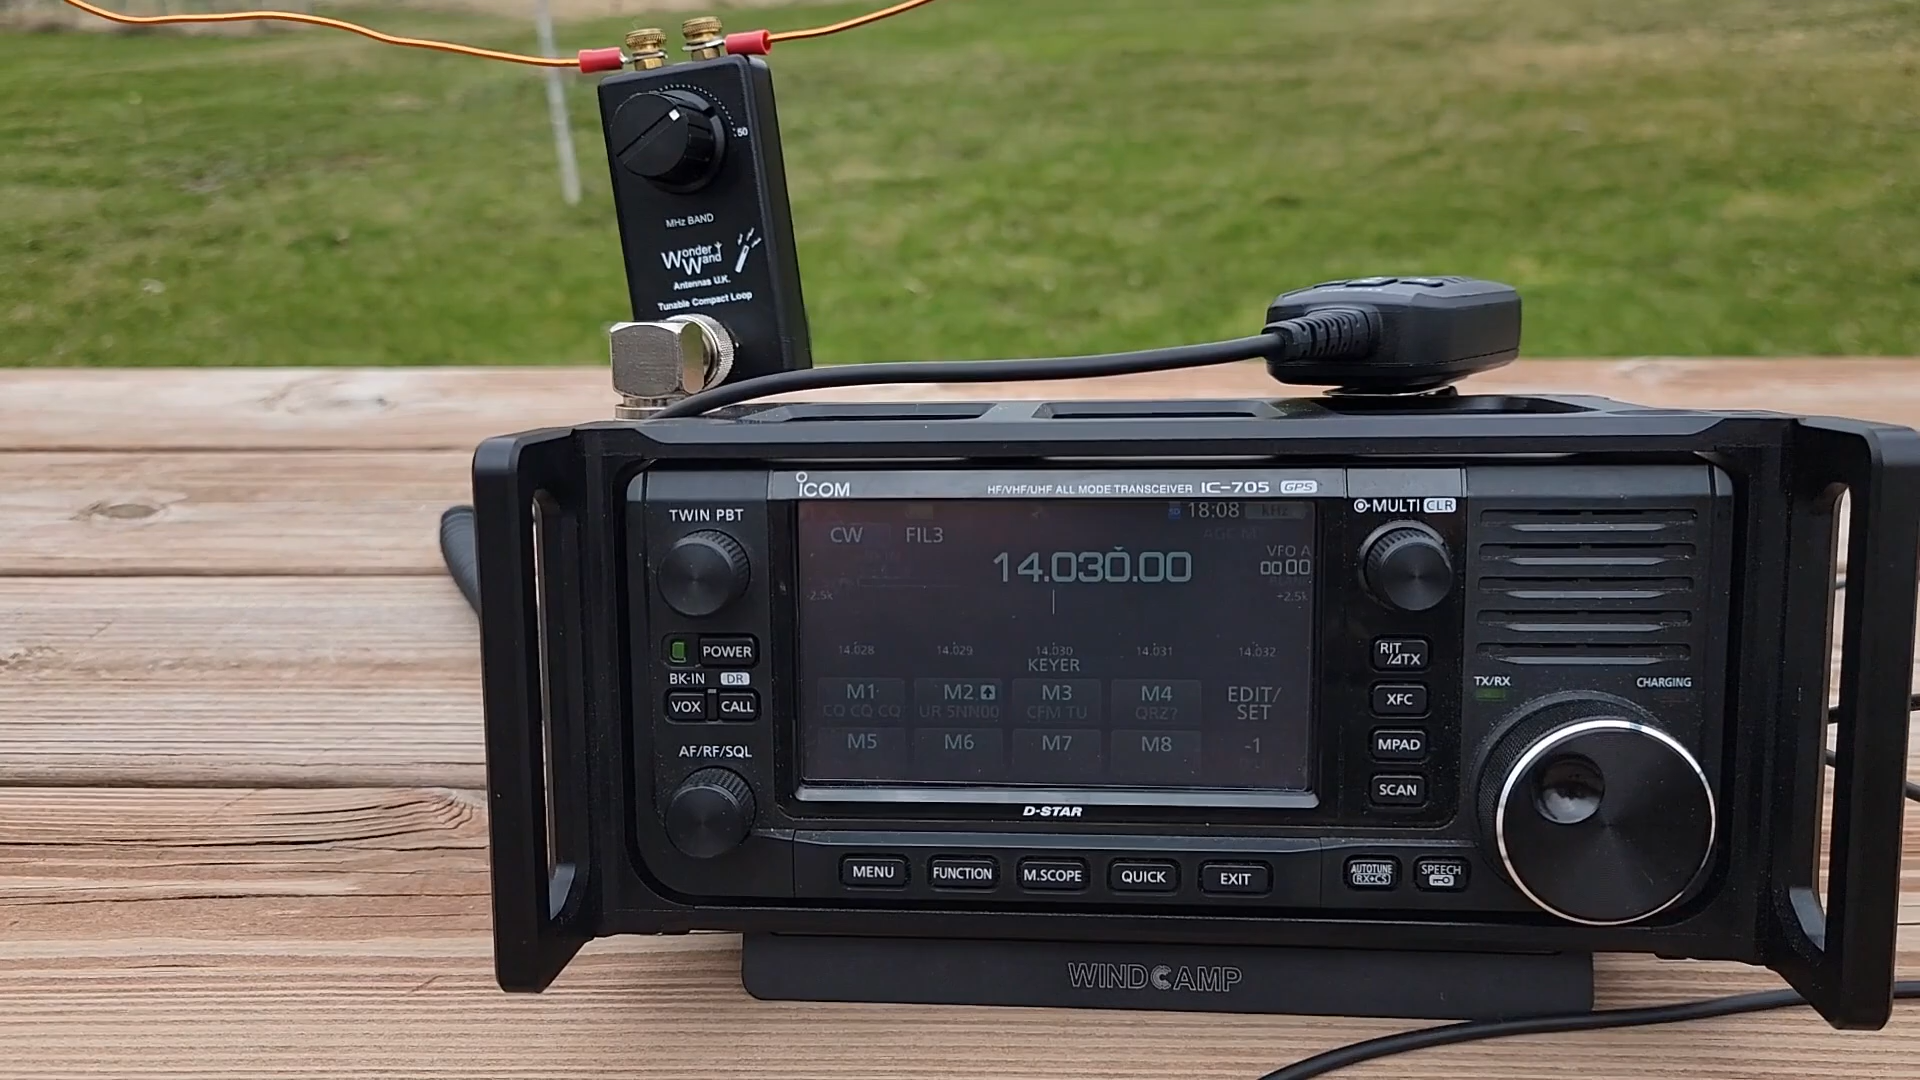 .50
MHz BAND
Wonder
Wand
Antennas U.K.
Tunable Compact Loop
ICOM
HF/VHF/UHF ALL MODE TRANSCEIVER IC-705 GPS
MULTI CLR
TWIN PBT
18:08
CW FIL3
14.030.00
VFO A
00 00
-2.5k
+2.5k
14.028 14.029 14.030 14.031 14.032
KEYER
M1 M2 M3 M4
CQ CQ CQ UR 5NN00 CFM TU QRZ?
EDIT/
SET
M5 M6 M7 M8 -1
POWER
BK-IN DR
VOX CALL
AF/RF/SQL
RIT
/⊿TX
XFC
MPAD
SCAN
TX/RX
CHARGING
D-STAR
MENU FUNCTION M.SCOPE QUICK EXIT
AUTOTUNE
RX→CS
SPEECH
WINDCAMP